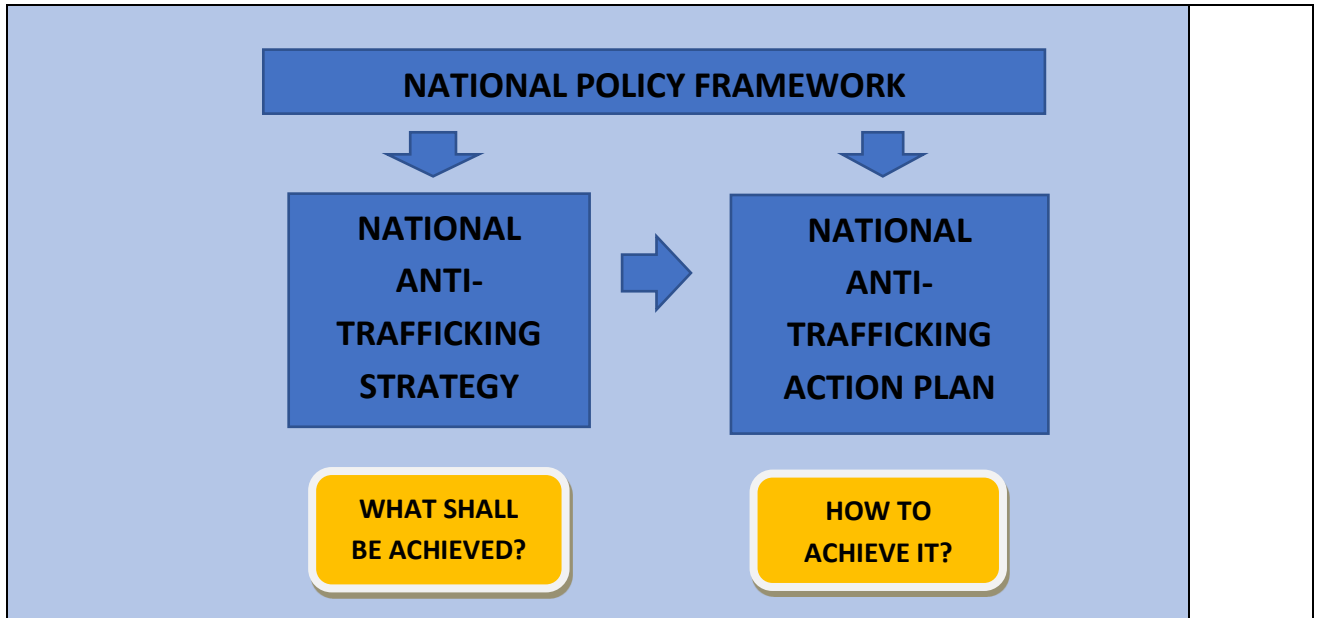 NATIONAL POLICY FRAMEWORK
NATIONAL
ANTI-
TRAFFICKING
STRATEGY
NATIONAL
ANTI-
TRAFFICKING
ACTION PLAN
WHAT SHALL
BE ACHIEVED?
HOW TO
ACHIEVE IT?